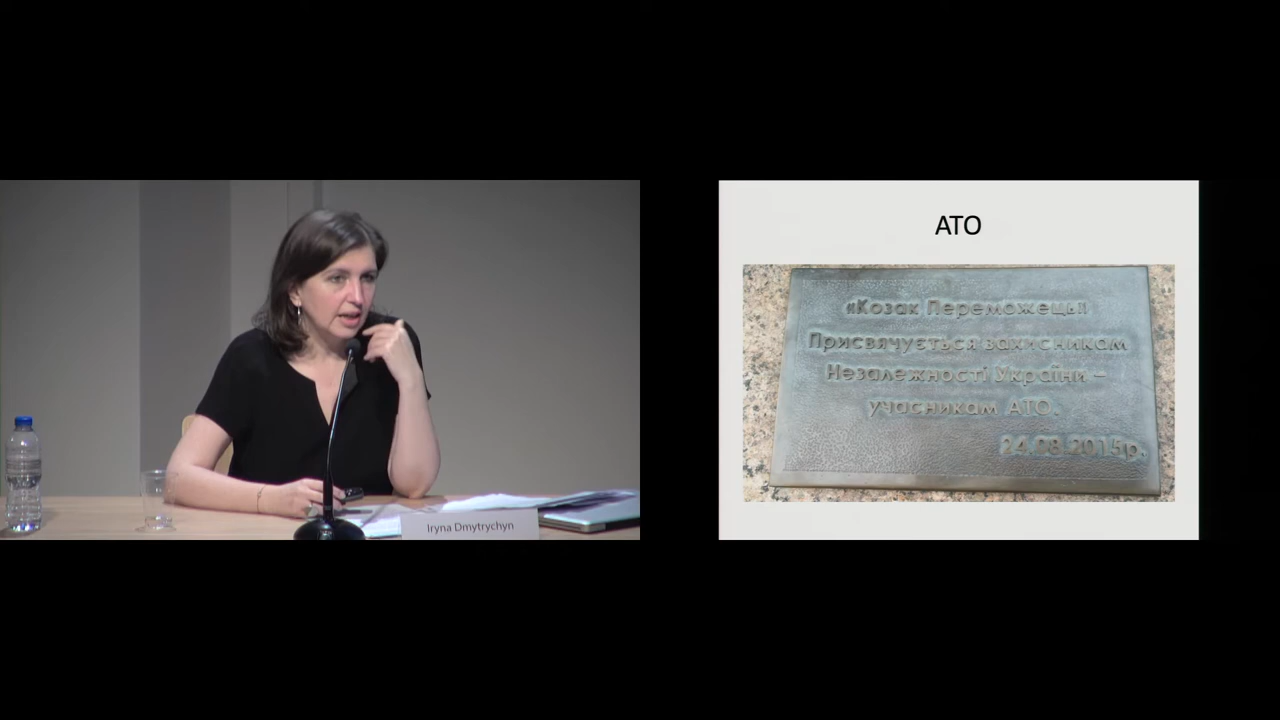 Iryna Dmytrychyn
АТО
«Козак Переможець»
Присвячується захисникам
Незалежності України –
учасникам АТО.
24.08.2015р.